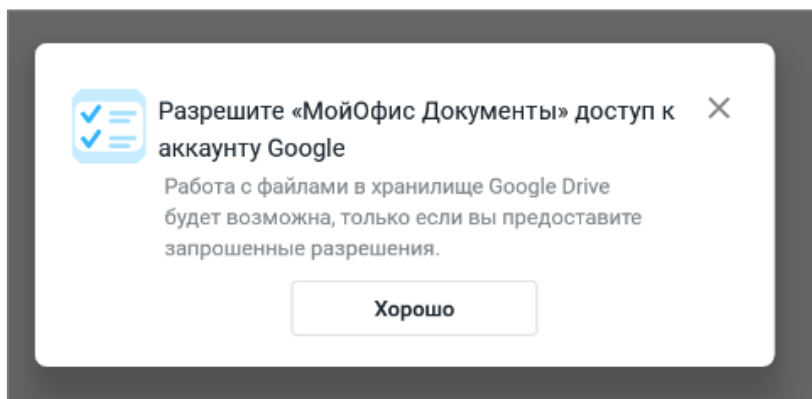 Разрешите «МойОфис Документы» доступ к
аккаунту Google
Работа с файлами в хранилище Google Drive
будет возможна, только если вы предоставите
запрошенные разрешения.
Хорошо